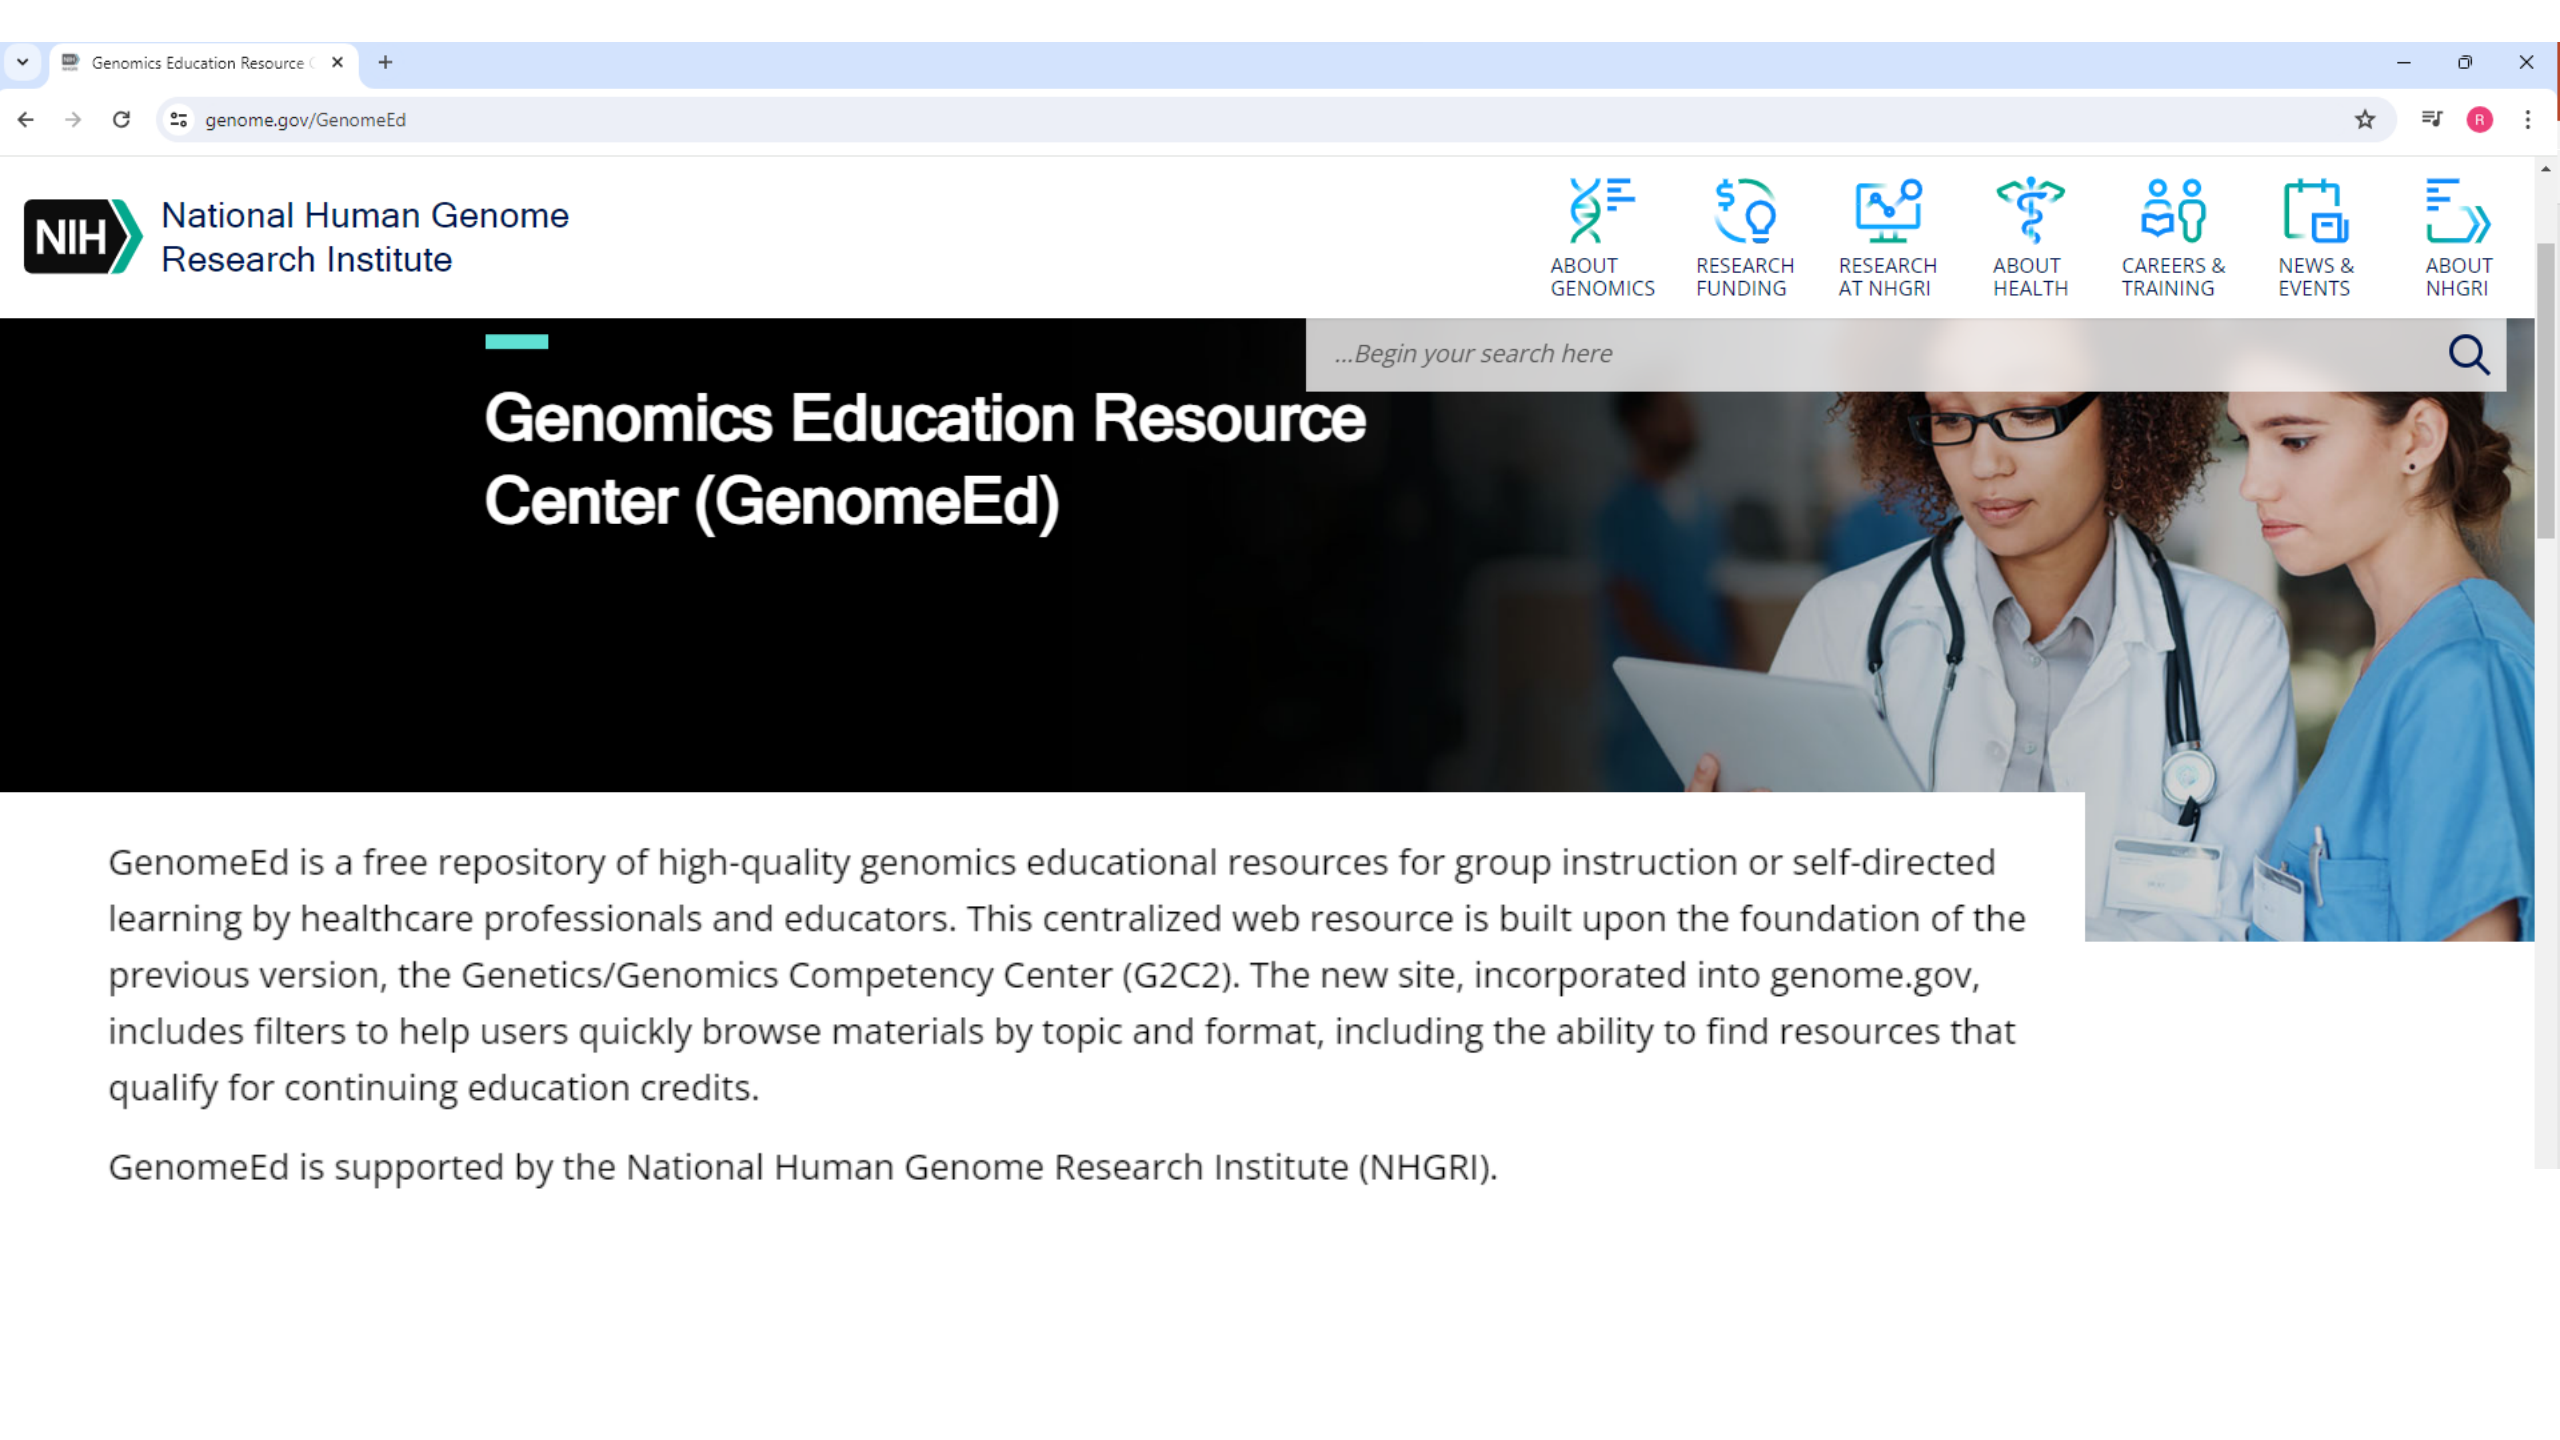 Genomics Education Resource
genome.gov/GenomeEd
R
NIH
National Human Genome
Research Institute
ABOUT
GENOMICS
RESEARCH
FUNDING
RESEARCH
AT NHGRI
ABOUT
HEALTH
CAREERS &
TRAINING
NEWS &
EVENTS
ABOUT
NHGRI
...Begin your search here
Genomics Education Resource
Center (GenomeEd)
GenomeEd is a free repository of high-quality genomics educational resources for group instruction or self-directed
learning by healthcare professionals and educators. This centralized web resource is built upon the foundation of the
previous version, the Genetics/Genomics Competency Center (G2C2). The new site, incorporated into genome.gov,
includes filters to help users quickly browse materials by topic and format, including the ability to find resources that
qualify for continuing education credits.
GenomeEd is supported by the National Human Genome Research Institute (NHGRI).